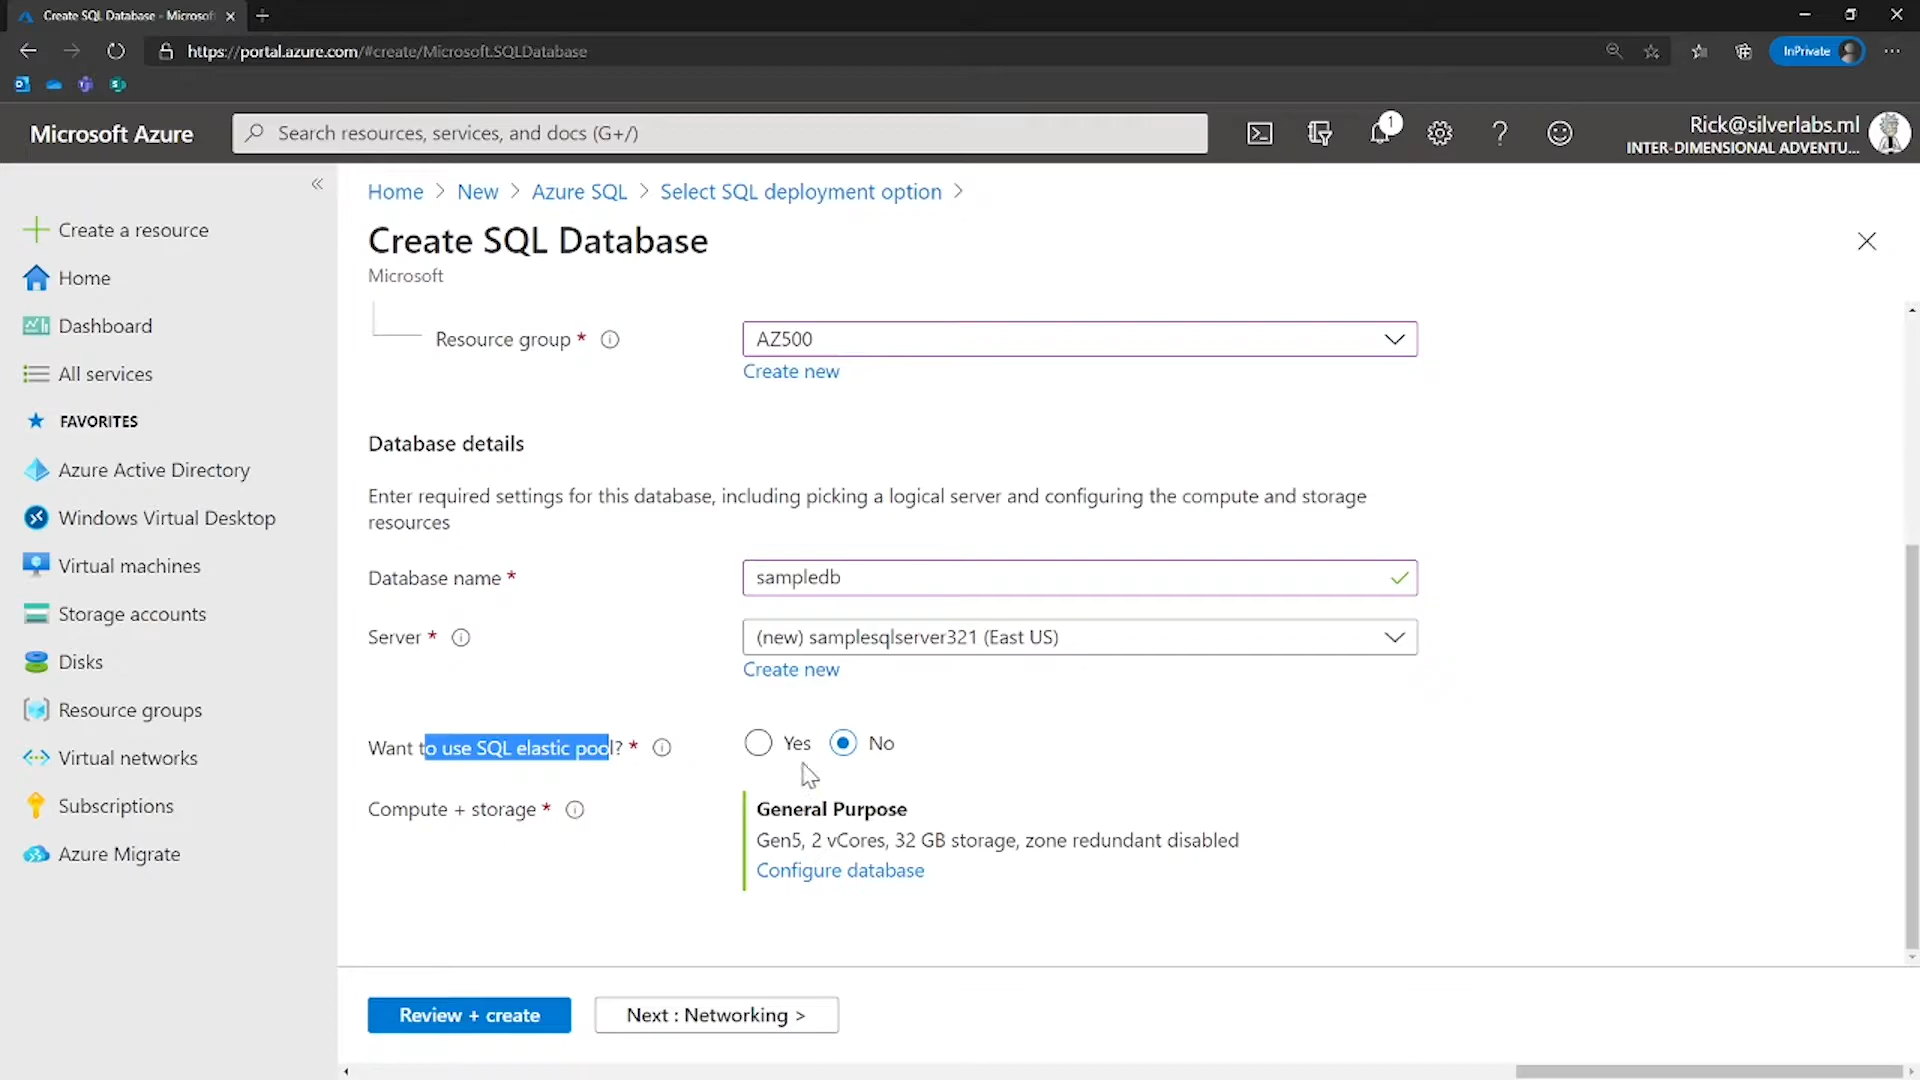 Create SQL Database - Microsof
https://portal.azure.com/#create/Microsoft.SQLDatabase
InPrivate
Microsoft Azure
Search resources, services, and docs (G+/)
1
Rick@silverlabs.ml
INTER-DIMENSIONAL ADVENTU...
Home > New > Azure SQL > Select SQL deployment option >
Create SQL Database
Microsoft
Create a resource
Home
Dashboard
All services
FAVORITES
Azure Active Directory
Windows Virtual Desktop
Virtual machines
Storage accounts
Disks
Resource groups
Virtual networks
Subscriptions
Azure Migrate
Resource group * AZ500
Create new
Database details
Enter required settings for this database, including picking a logical server and configuring the compute and storage
resources
Database name * sampledb
Server * (new) samplesqlserver321 (East US)
Create new
Want to use SQL elastic pool? * Yes No
Compute + storage * General Purpose
Gen5, 2 vCores, 32 GB storage, zone redundant disabled
Configure database
Review + create Next : Networking >